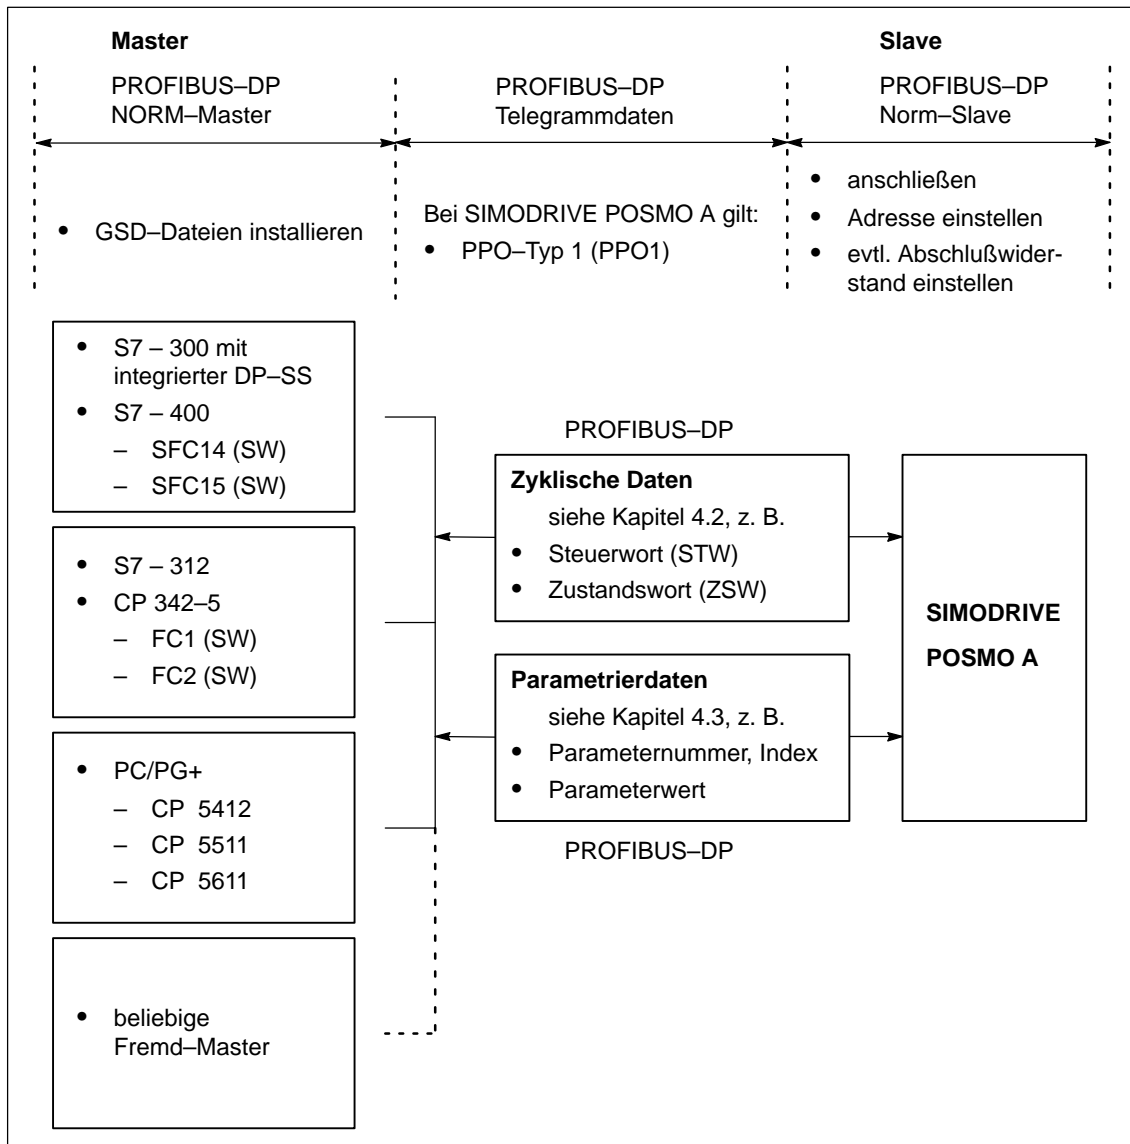 Master
PROFIBUS–DP
NORM–Master
• GSD–Dateien installieren
PROFIBUS–DP
Telegrammdaten
Bei SIMODRIVE POSMO A gilt:
• PPO–Typ 1 (PPO1)
Slave
PROFIBUS–DP
Norm–Slave
• anschließen
• Adresse einstellen
• evtl. Abschlußwider-
stand einstellen
• S7 – 300 mit
integrierter DP–SS
• S7 – 400
– SFC14 (SW)
– SFC15 (SW)
• S7 – 312
• CP 342–5
– FC1 (SW)
– FC2 (SW)
• PC/PG+
– CP 5412
– CP 5511
– CP 5611
• beliebige
Fremd–Master
PROFIBUS–DP
Zyklische Daten
siehe Kapitel 4.2, z. B.
• Steuerwort (STW)
• Zustandswort (ZSW)
Parametrierdaten
siehe Kapitel 4.3, z. B.
• Parameternummer, Index
• Parameterwert
PROFIBUS–DP
SIMODRIVE
POSMO A